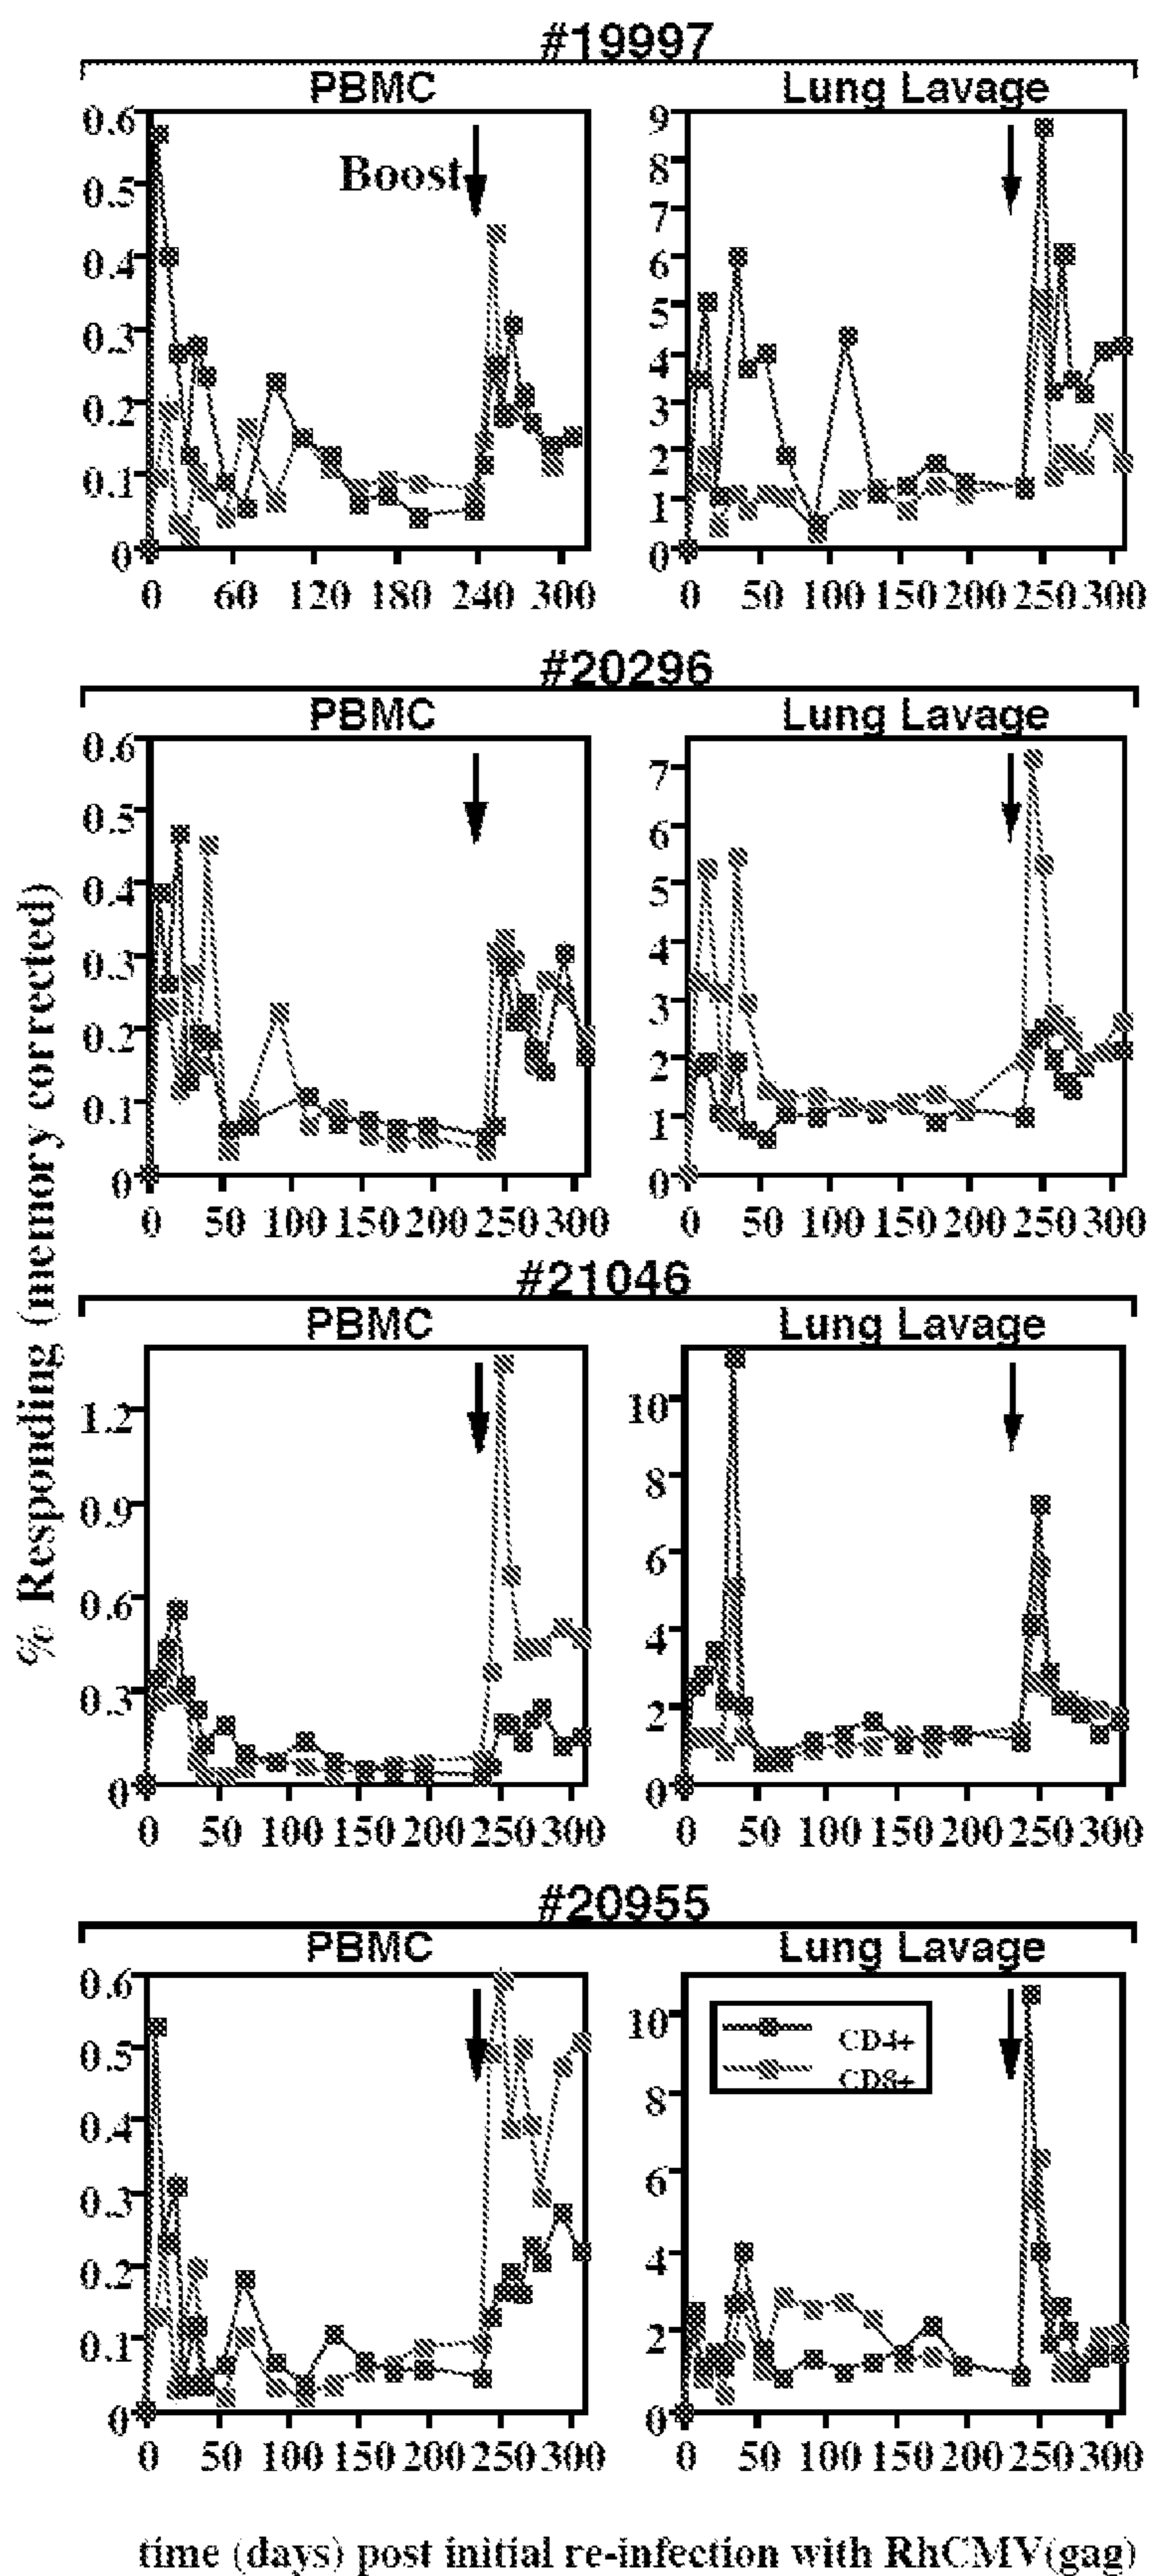 #19997
PBMC Lung Lavage
0.6 9
8
Boost
0.5 7
0.4 6
5
0.3 4
0.2 3
2
0.1 1
0 0
0 60 120 180 240 300 0 50 100 150 200 250 300
#20296
PBMC Lung Lavage
0.6 7
0.5 6
0.4 5
4
0.3 3
0.2 2
0.1 1
0 0
0 50 100 150 200 250 300 0 50 100 150 200 250 300
% Responding (memory corrected)
#21046
PBMC Lung Lavage
1.2 10
8
0.9 6
0.6 4
0.3 2
0 0
0 50 100 150 200 250 300 0 50 100 150 200 250 300
#20955
PBMC Lung Lavage
0.6 10
CD4+
CD8+
0.5 8
0.4 6
0.3 4
0.2 2
0.1
0 0
0 50 100 150 200 250 300 0 50 100 150 200 250 300
time (days) post initial re-infection with RhCMV(gag)